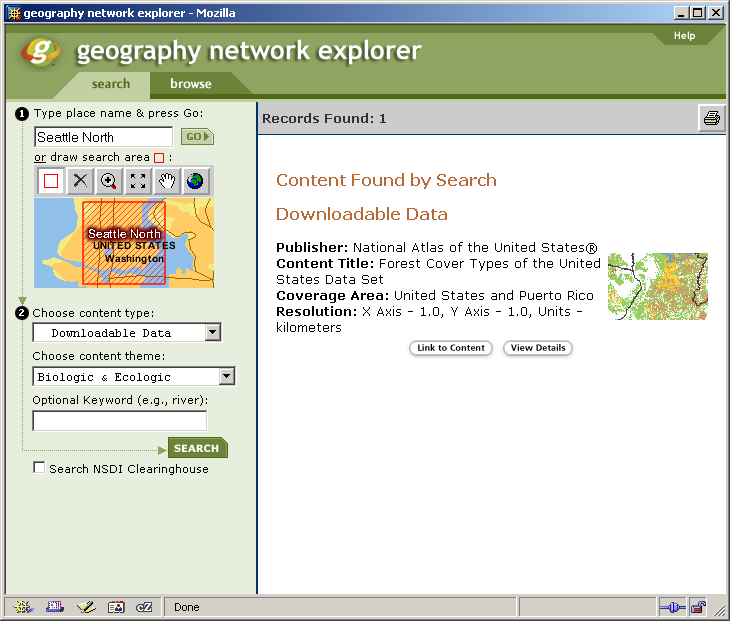 geography network explorer - Mozilla
Help
geography network explorer
search
browse
1 Type place name & press Go:
Seattle North
GO
or draw search area :
Seattle North
UNITED STATES
Washington
2 Choose content type:
Downloadable Data
Choose content theme:
Biologic & Ecologic
Optional Keyword (e.g., river):
SEARCH
Search NSDI Clearinghouse
Records Found: 1
Content Found by Search
Downloadable Data
Publisher: National Atlas of the United States®
Content Title: Forest Cover Types of the United
States Data Set
Coverage Area: United States and Puerto Rico
Resolution: X Axis - 1.0, Y Axis - 1.0, Units -
kilometers
Link to Content
View Details
Done